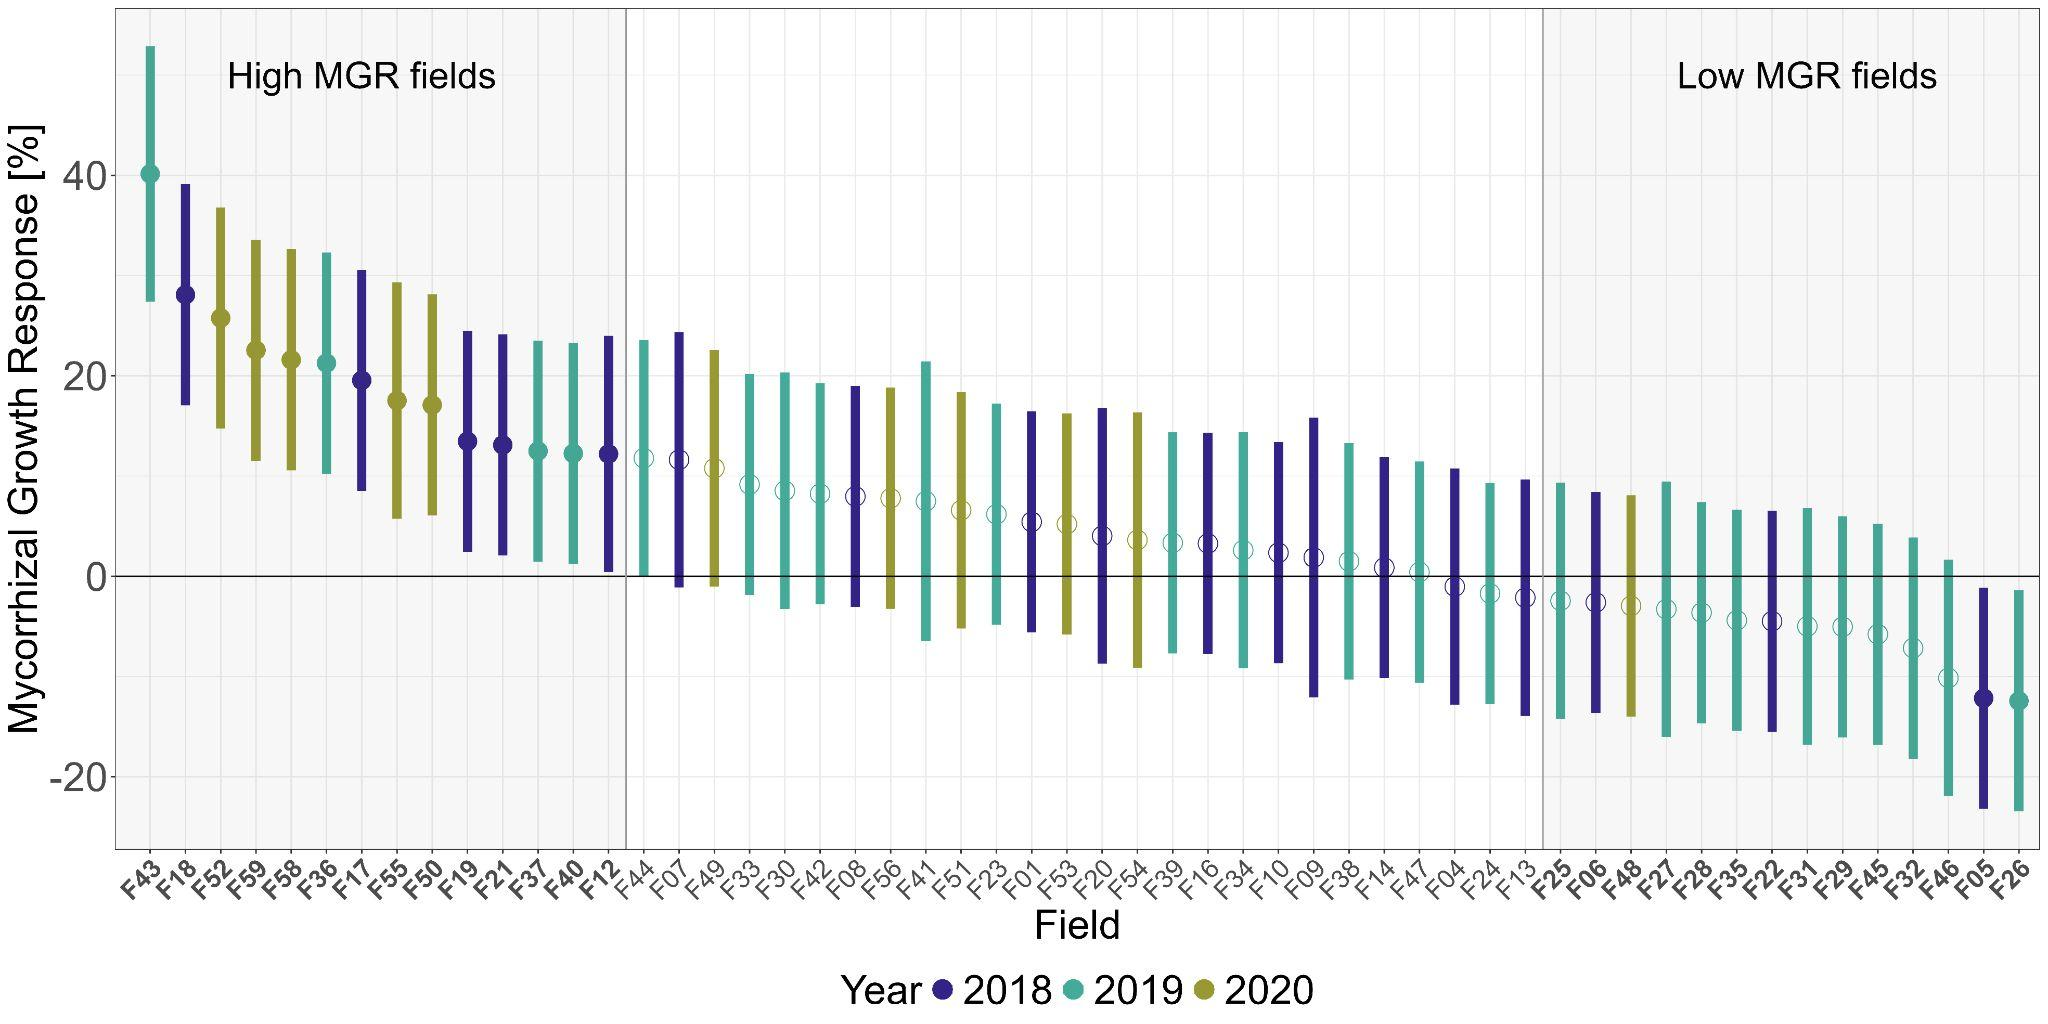 High MGR fields
Low MGR fields
Mycorrhizal Growth Response [%]
40
20
0
-20
F43 F18 F52 F59 F58 F36 F17 F55 F50 F19 F21 F37 F40 F12 F44 F07 F49 F33 F30 F42 F08 F56 F41 F51 F23 F01 F53 F20 F54 F39 F16 F34 F10 F09 F38 F14 F47 F04 F24 F13 F25 F06 F48 F27 F28 F35 F22 F31 F29 F45 F32 F46 F05 F26
Field
Year 2018 2019 2020